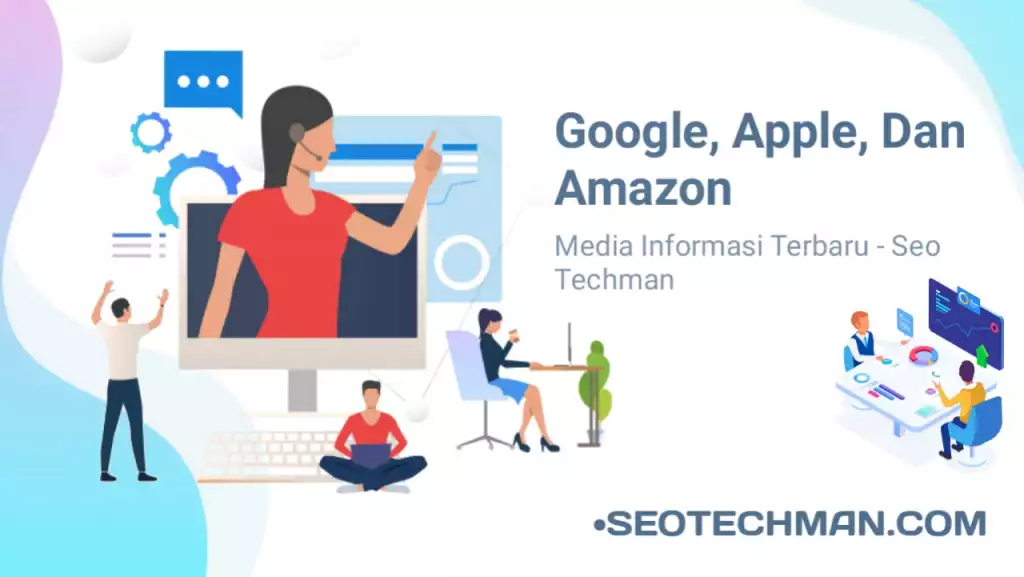 Google, Apple, Dan
Amazon
Media Informasi Terbaru - Seo
Techman
•SEOTECHMAN.COM